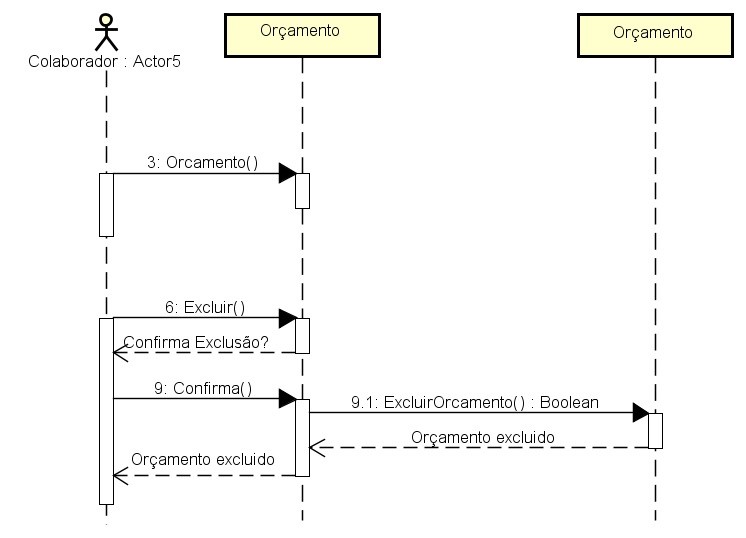 Orçamento
Orçamento
Colaborador : Actor5
3: Orcamento()
6: Excluir()
Confirma Exclusão?
9: Confirma()
9.1: ExcluirOrcamento() : Boolean
Orçamento excluido
Orçamento excluido